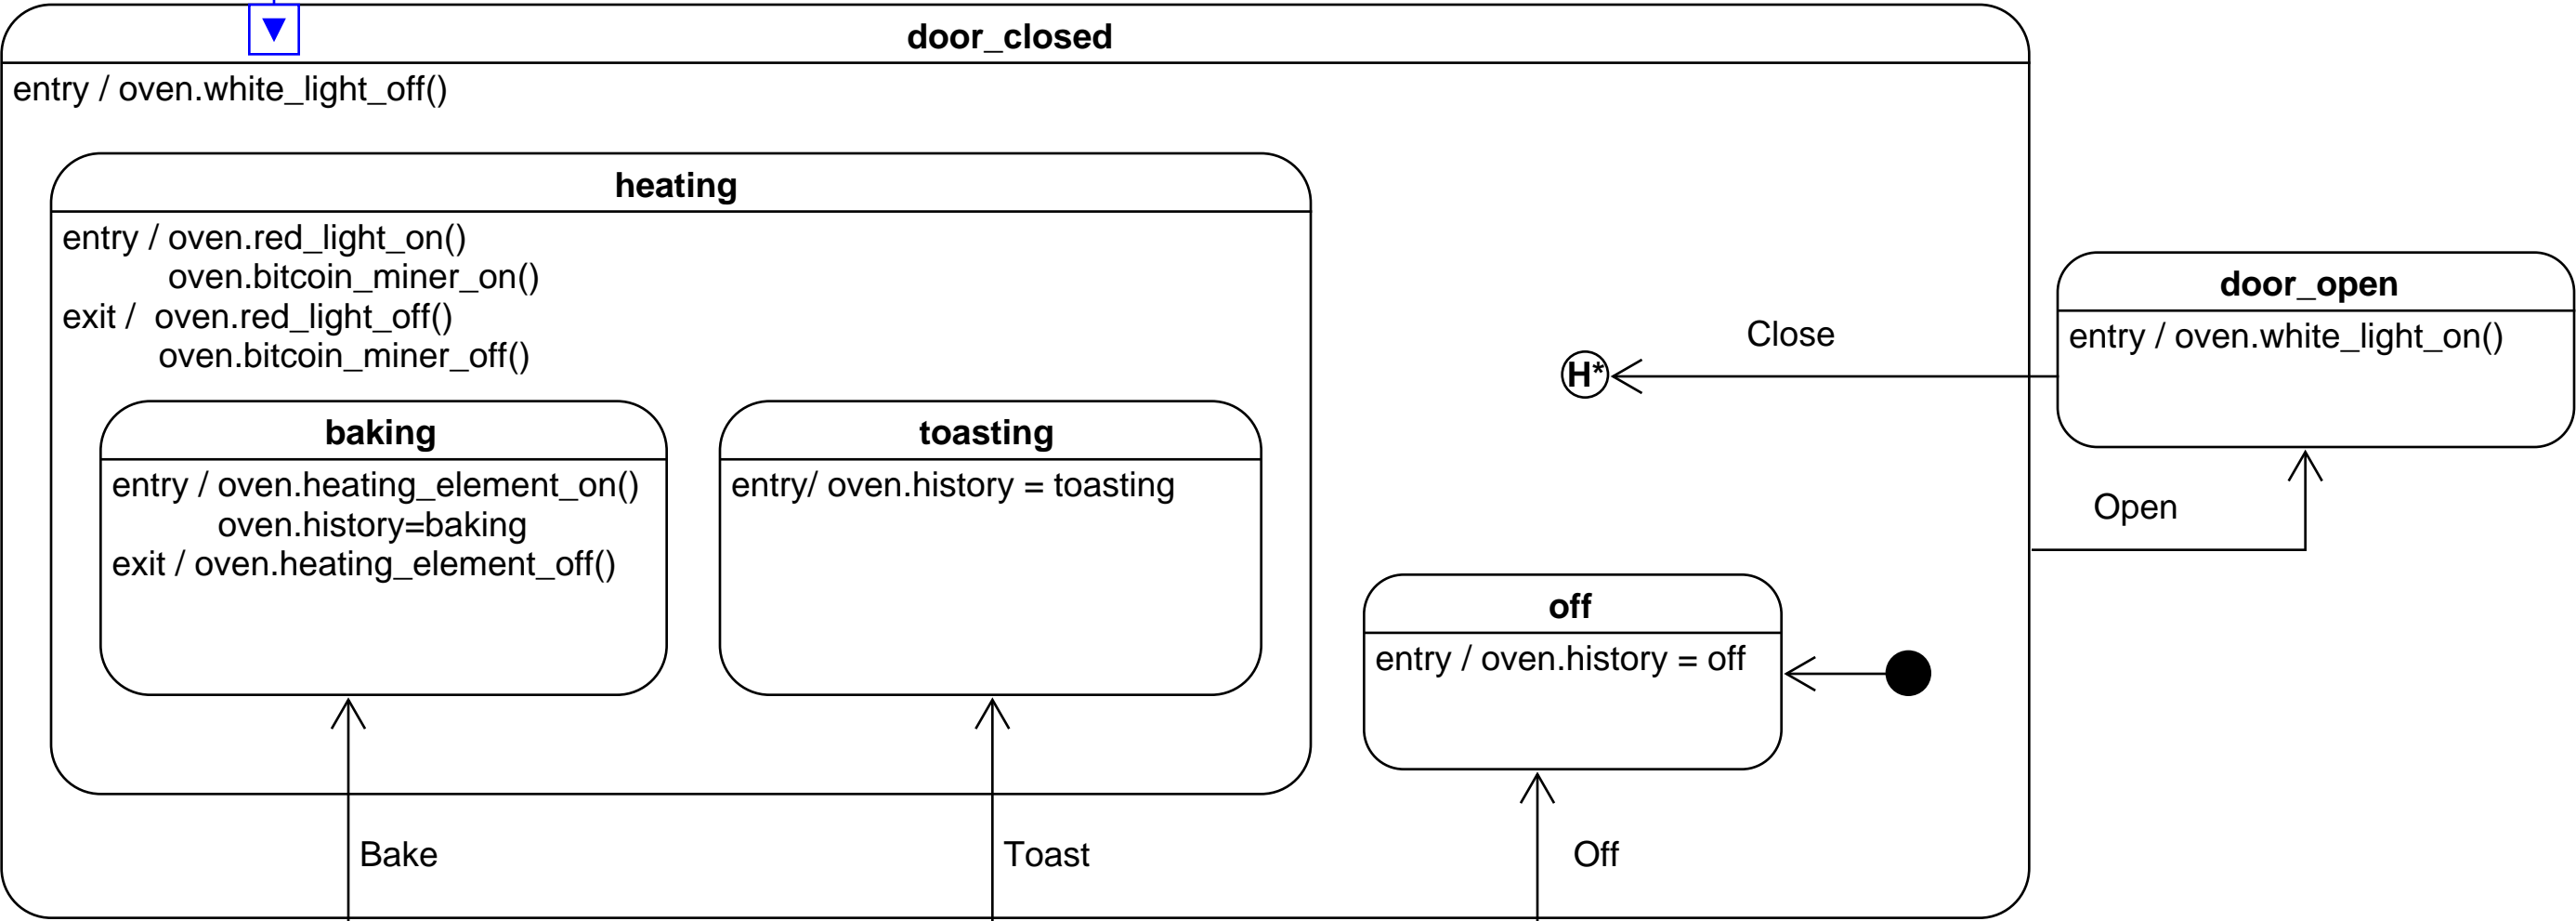 door_closed
entry / oven.white_light_off()
heating
entry / oven.red_light_on()
oven.bitcoin_miner_on()
exit /  oven.red_light_off()
oven.bitcoin_miner_off()
baking
entry / oven.heating_element_on()
oven.history=baking
exit / oven.heating_element_off()
toasting
entry/ oven.history = toasting
H*
Close
door_open
entry / oven.white_light_on()
Open
off
entry / oven.history = off
Bake
Toast
Off